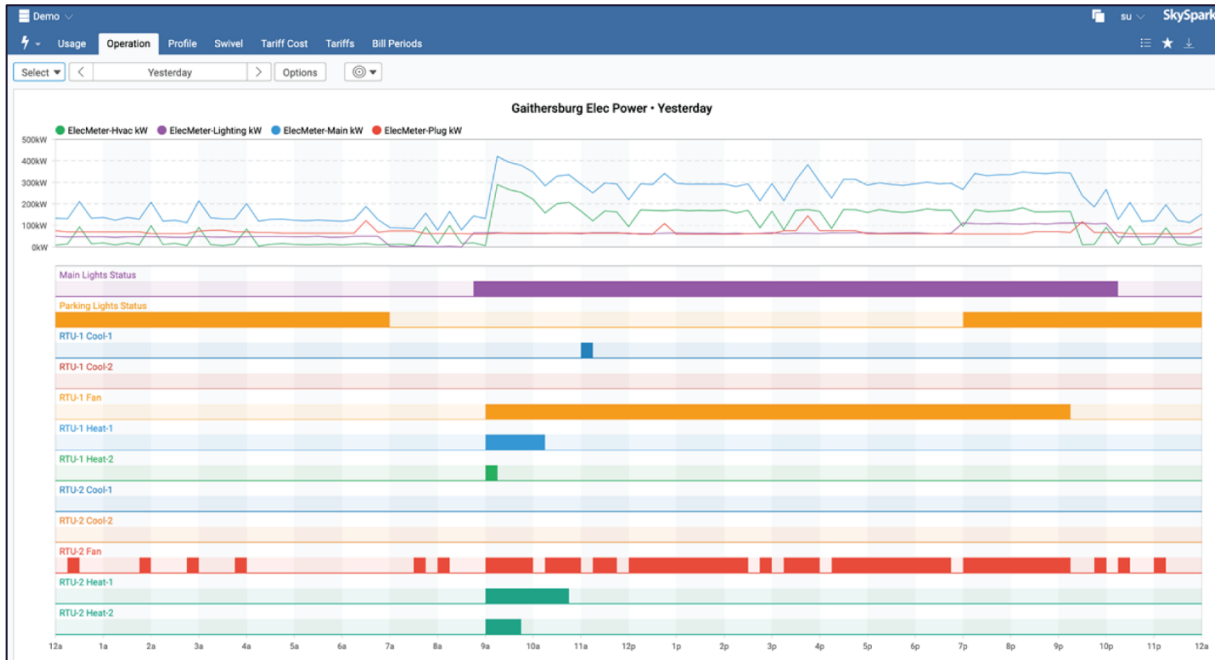 Demo su SkySpark
Usage Operation Profile Swivel Tariff Cost Tariffs Bill Periods
Select Yesterday Options
Gaithersburg Elec Power • Yesterday
ElecMeter-Hvac kW ElecMeter-Lighting kW ElecMeter-Main kW ElecMeter-Plug kW
500kW
400kW
300kW
200kW
100kW
0kW
Main Lights Status
Parking Lights Status
RTU-1 Cool-1
RTU-1 Cool-2
RTU-1 Fan
RTU-1 Heat-1
RTU-1 Heat-2
RTU-2 Cool-1
RTU-2 Cool-2
RTU-2 Fan
RTU-2 Heat-1
RTU-2 Heat-2
12a 1a 2a 3a 4a 5a 6a 7a 8a 9a 10a 11a 12p 1p 2p 3p 4p 5p 6p 7p 8p 9p 10p 11p 12a